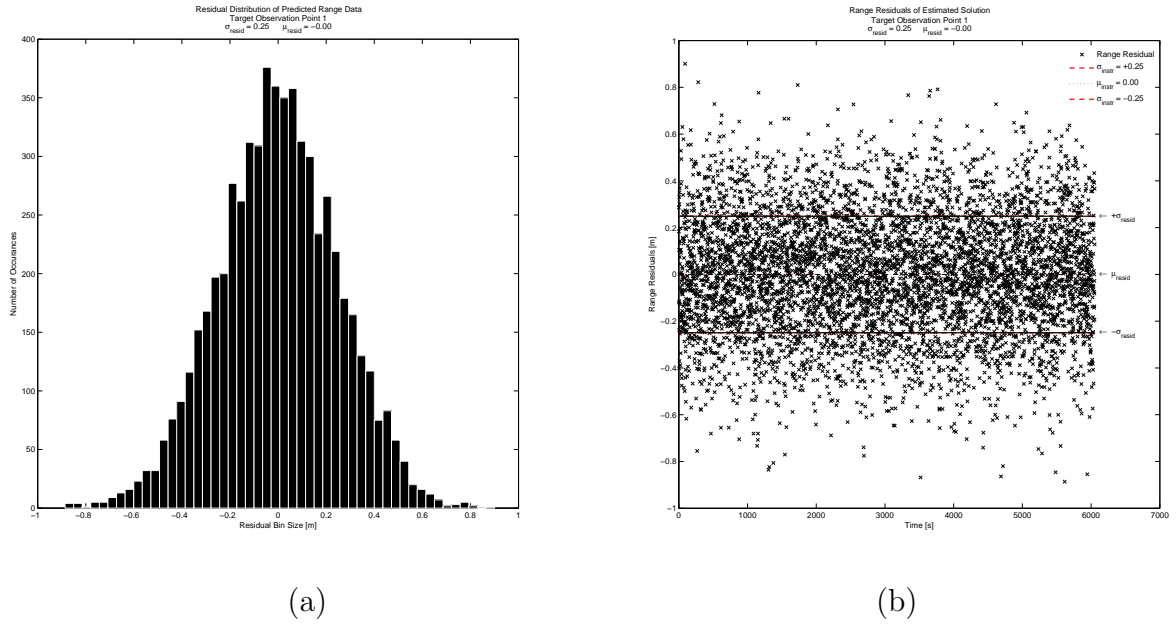 Residual Distribution of Predicted Range Data
Target Observation Point 1
σresid = 0.25 μresid = −0.00
400
350
300
250
200
150
100
50
0
−1
−0.8
−0.6
−0.4
−0.2
0
0.2
0.4
0.6
0.8
1
Number of Occurances
Residual Bin Size [m]
(a)
Range Residuals of Estimated Solution
Target Observation Point 1
σresid = 0.25 μresid = −0.00
Range Residual
σinstr = +0.25
μinstr = 0.00
σinstr = −0.25
1
0.8
0.6
0.4
0.2
0
−0.2
−0.4
−0.6
−0.8
−1
← +σresid
← μresid
← −σresid
0
1000
2000
3000
4000
5000
6000
7000
Range Residuals [m]
Time [s]
(b)